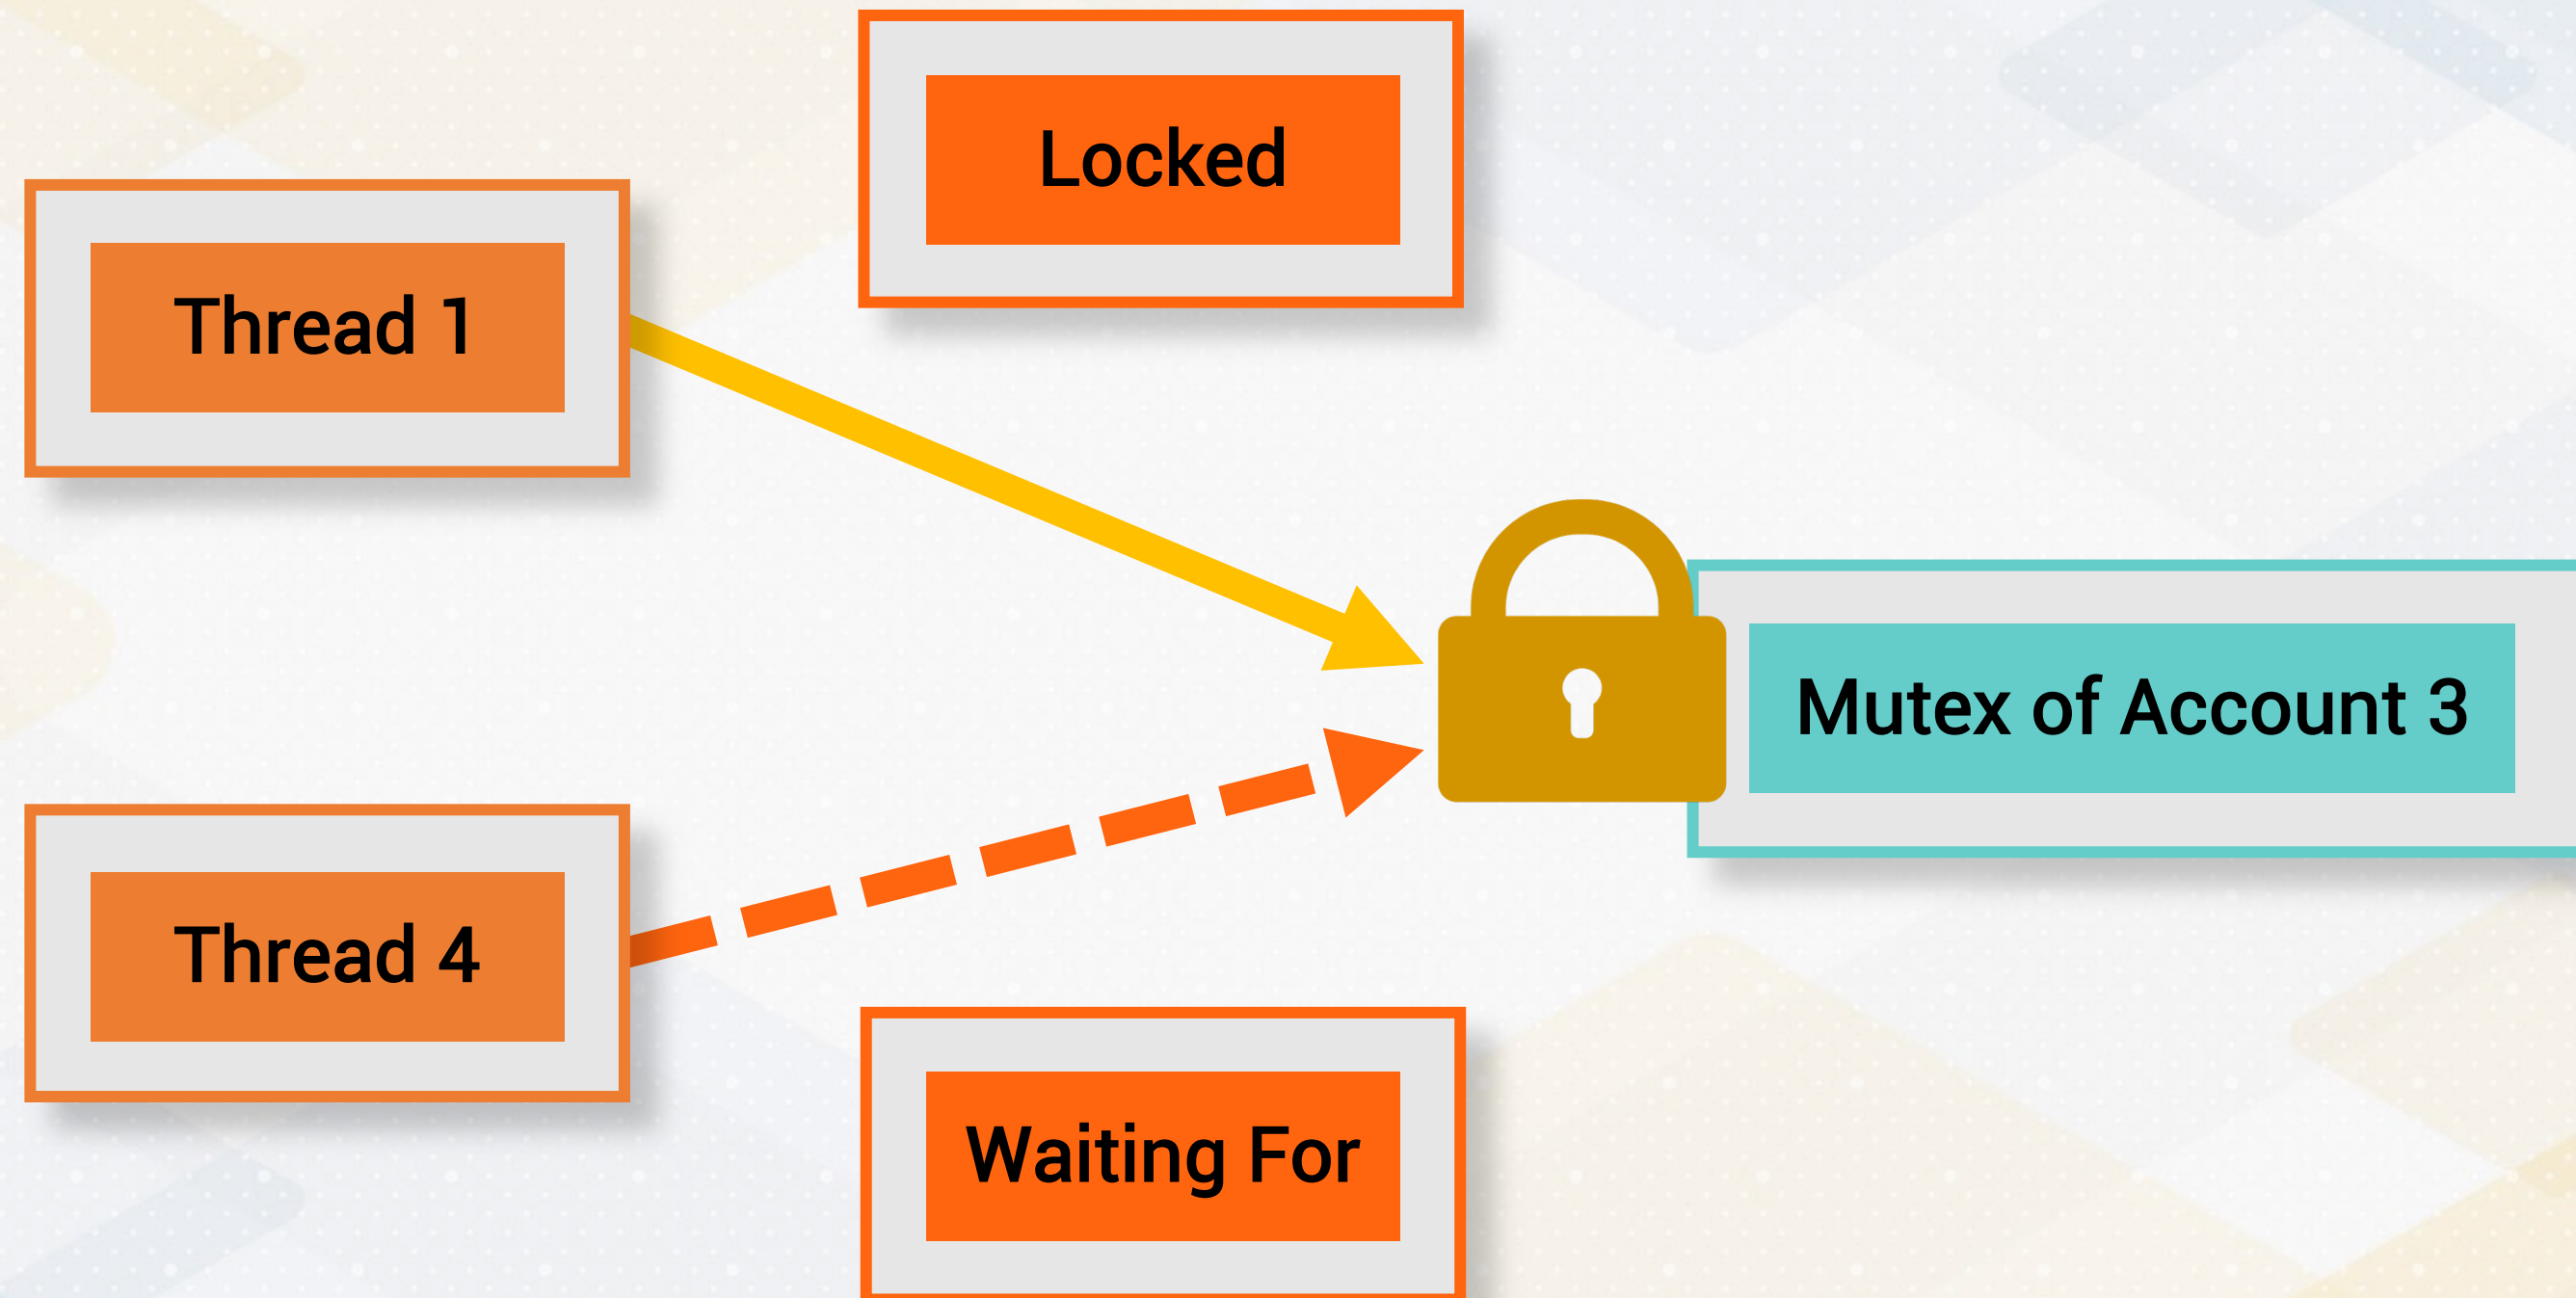 Locked
Thread 1
Mutex of Account 3
Thread 4
Waiting For